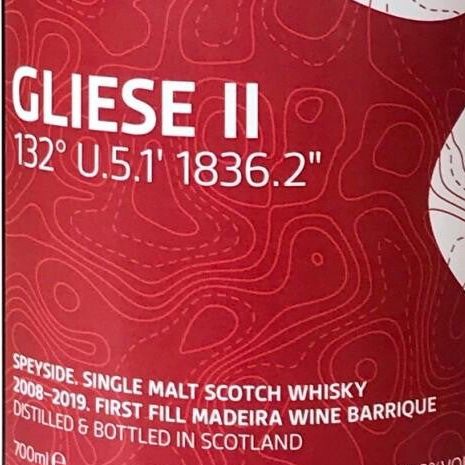 GLIESE II
132° U.5.1' 1836.2"
SPEYSIDE. SINGLE MALT SCOTCH WHISKY
2008–2019. FIRST FILL MADEIRA WINE BARRIQUE
DISTILLED & BOTTLED IN SCOTLAND
700ml ℮